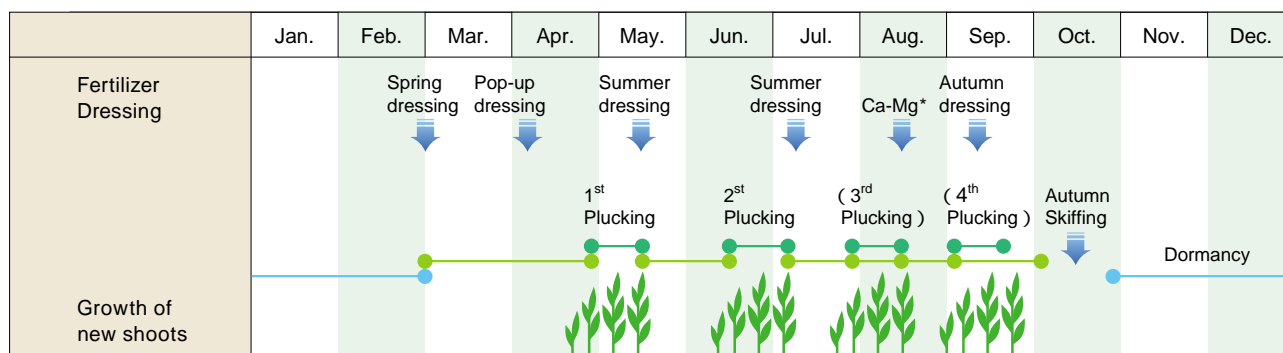 Jan. Feb. Mar. Apr. May. Jun. Jul. Aug. Sep. Oct. Nov. Dec.
Fertilizer
Dressing
Spring
dressing
Pop-up
dressing
Summer
dressing
Summer
dressing
Ca-Mg*
Autumn
dressing
1st
Plucking
2st
Plucking
( 3rd
Plucking )
( 4th
Plucking )
Autumn
Skiffing
Dormancy
Growth of
new shoots